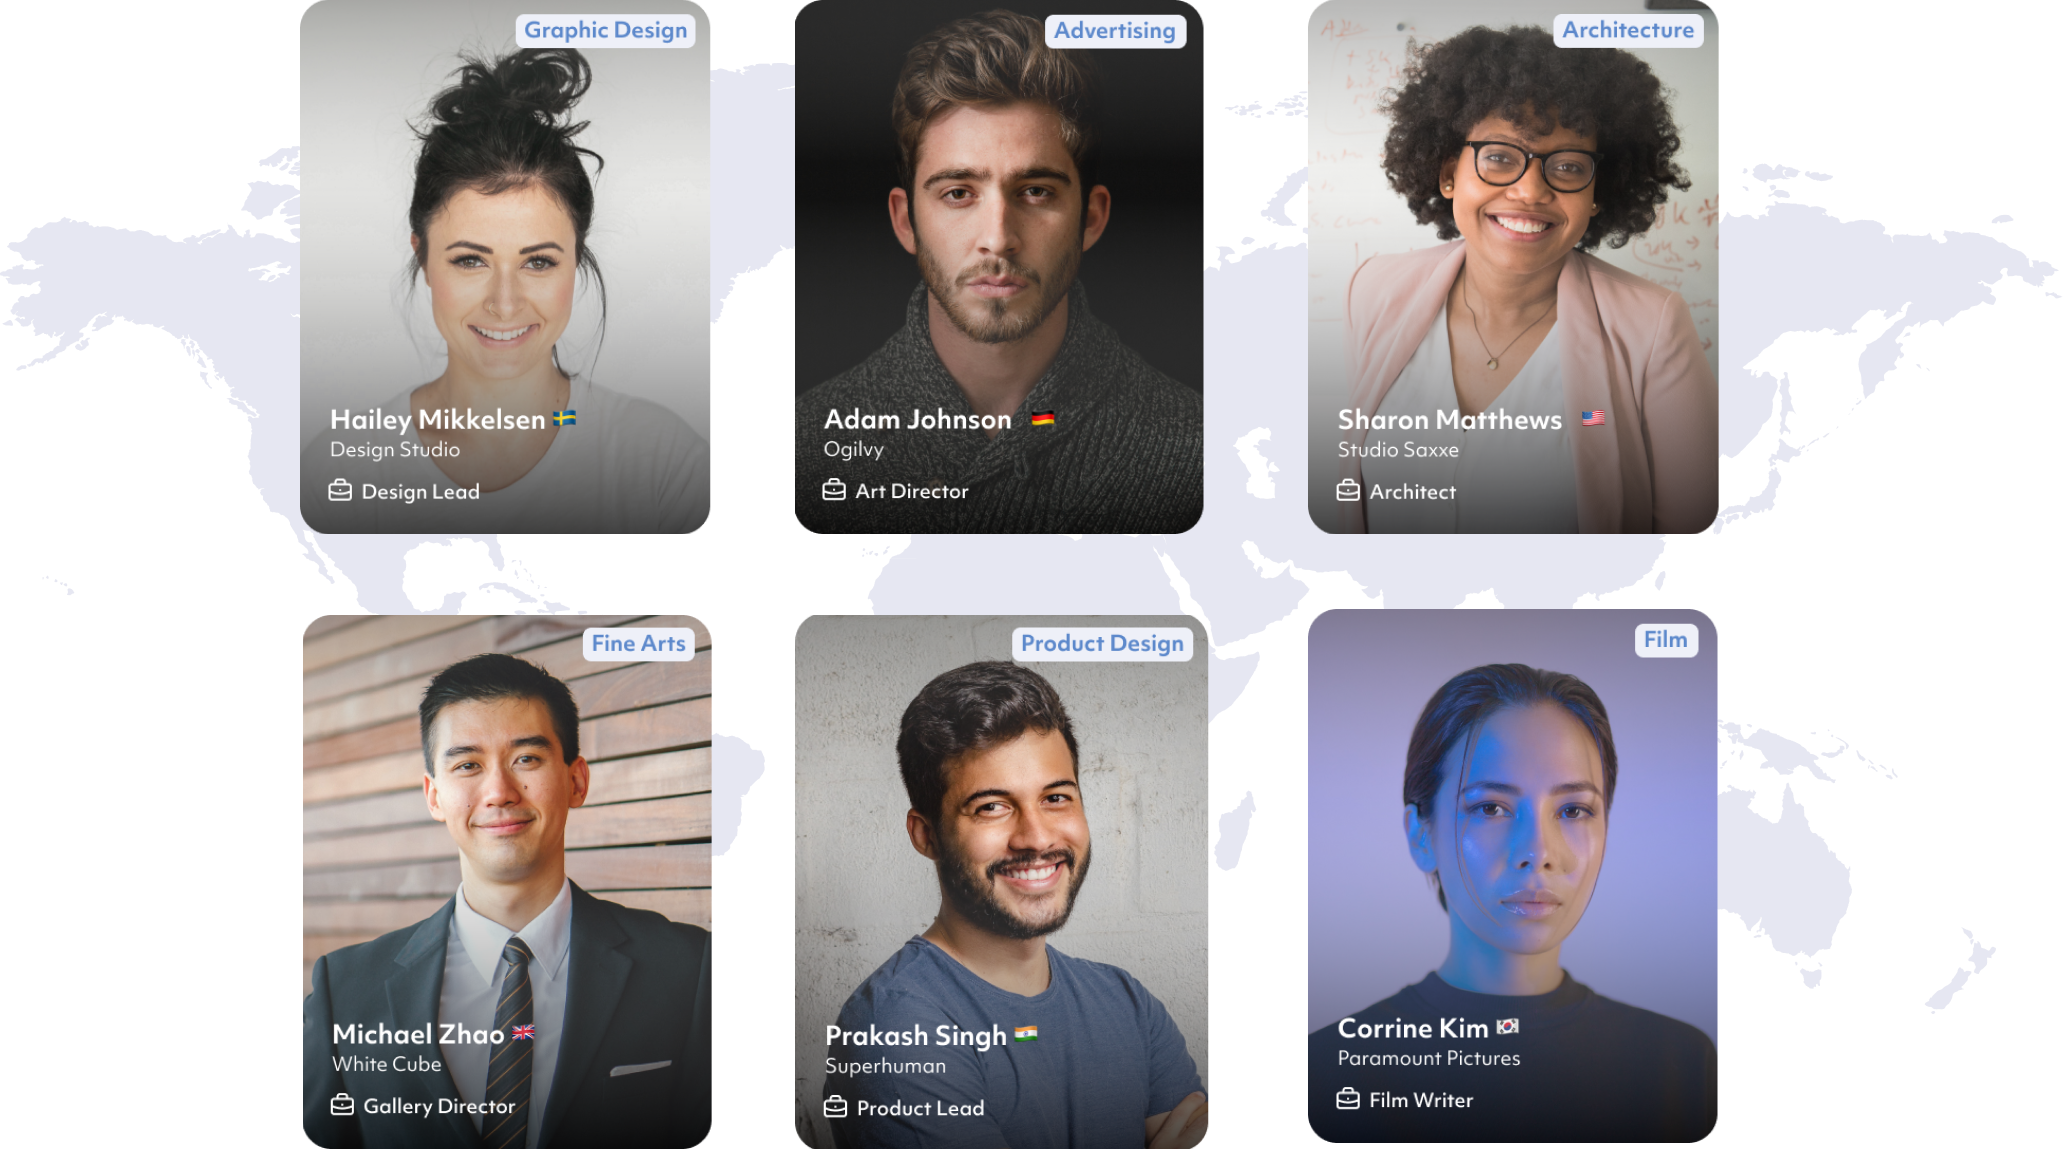 Graphic Design
Hailey Mikkelsen 🇸🇪
Design Studio
Design Lead
Advertising
Adam Johnson 🇩🇪
Ogilvy
Art Director
Architecture
Sharon Matthews 🇺🇸
Studio Saxxe
Architect
Fine Arts
Michael Zhao 🇬🇧
White Cube
Gallery Director
Product Design
Prakash Singh 🇮🇳
Superhuman
Product Lead
Film
Corrine Kim 🇰🇷
Paramount Pictures
Film Writer